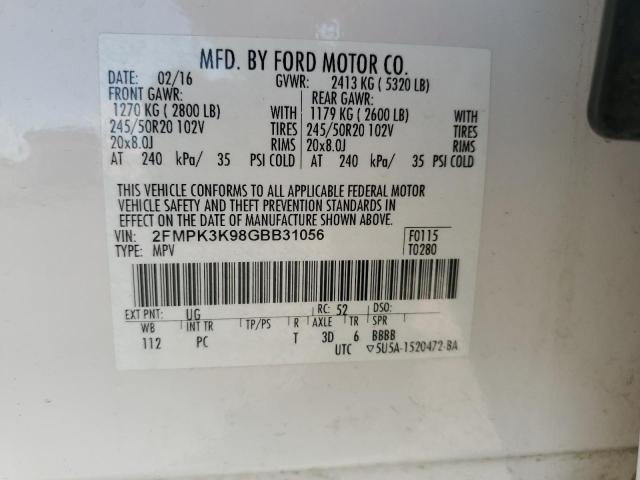 MFD. BY FORD MOTOR CO.
DATE: 02/16 GVWR: 2413 KG ( 5320 LB)
FRONT GAWR: REAR GAWR:
1270 KG ( 2800 LB) WITH 1179 KG ( 2600 LB) WITH
245/50R20 102V TIRES 245/50R20 102V TIRES
20x8.0J RIMS 20x8.0J RIMS
AT 240 kPa/ 35 PSI COLD AT 240 kPa/ 35 PSI COLD
THIS VEHICLE CONFORMS TO ALL APPLICABLE FEDERAL MOTOR
VEHICLE SAFETY AND THEFT PREVENTION STANDARDS IN
EFFECT ON THE DATE OF MANUFACTURE SHOWN ABOVE.
VIN: 2FMPK3K98GBB31056 F0115
TYPE: MPV T0280
EXT PNT: UG RC: 52 DSO:
WB INT TR TP/PS R AXLE TR SPR
112 PC T 3D 6 BBBB
UTC ▽5U5A-1520472-BA